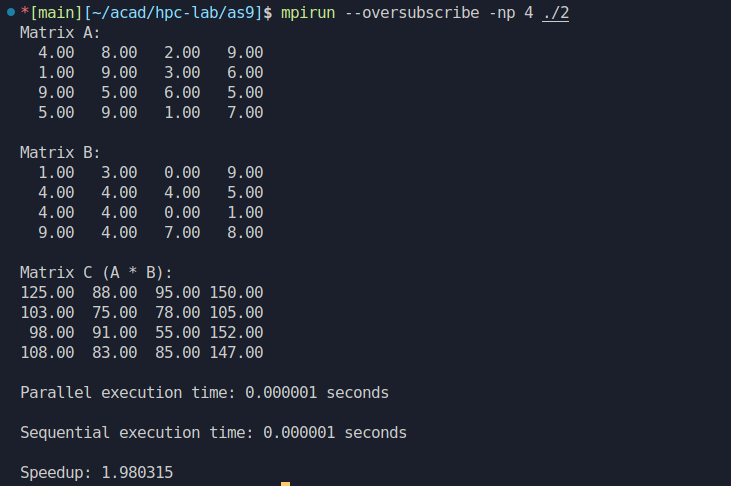 *[main][~/acad/hpc-lab/as9]$ mpirun --oversubscribe -np 4 ./2
Matrix A:
4.00 8.00 2.00 9.00
1.00 9.00 3.00 6.00
9.00 5.00 6.00 5.00
5.00 9.00 1.00 7.00
Matrix B:
1.00 3.00 0.00 9.00
4.00 4.00 4.00 5.00
4.00 4.00 0.00 1.00
9.00 4.00 7.00 8.00
Matrix C (A * B):
125.00 88.00 95.00 150.00
103.00 75.00 78.00 105.00
98.00 91.00 55.00 152.00
108.00 83.00 85.00 147.00
Parallel execution time: 0.000001 seconds
Sequential execution time: 0.000001 seconds
Speedup: 1.980315